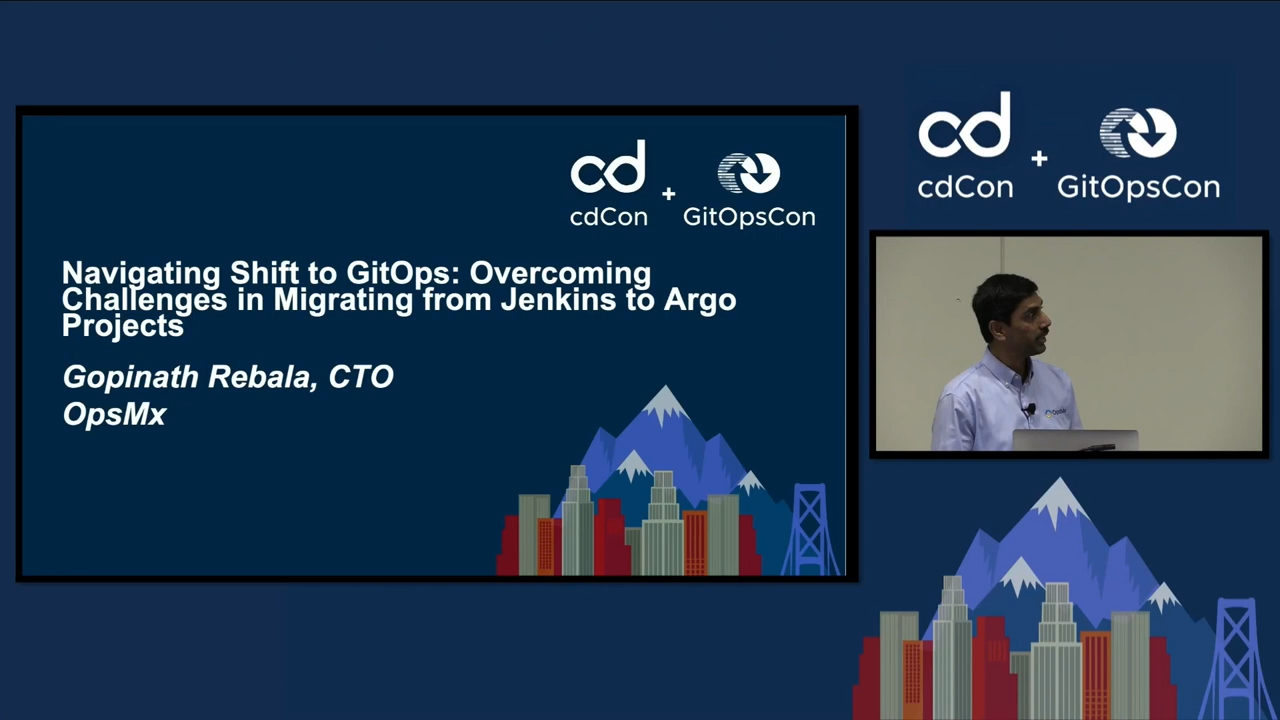 cd
+
cdCon
GitOpsCon
Navigating Shift to GitOps: Overcoming
Challenges in Migrating from Jenkins to Argo
Projects
Gopinath Rebala, CTO
OpsMx
cd
+
cdCon
GitOpsCon
OpsMx